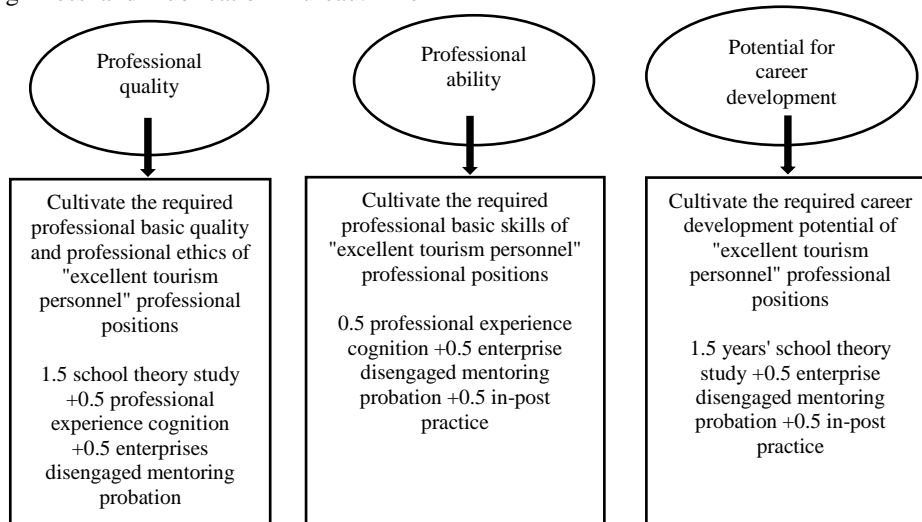 Professional
quality
Professional
ability
Potential for
career
development
Cultivate the required
professional basic quality
and professional ethics of
"excellent tourism
personnel" professional
positions
1.5 school theory study
+0.5 professional
experience cognition
+0.5 enterprises
disengaged mentoring
probation
Cultivate the required
professional basic skills of
"excellent tourism personnel"
professional positions
0.5 professional experience
cognition +0.5 enterprise
disengaged mentoring
probation +0.5 in-post
practice
Cultivate the required career
development potential of
"excellent tourism
personnel" professional
positions
1.5 years' school theory
study +0.5 enterprise
disengaged mentoring
probation +0.5 in-post
practice